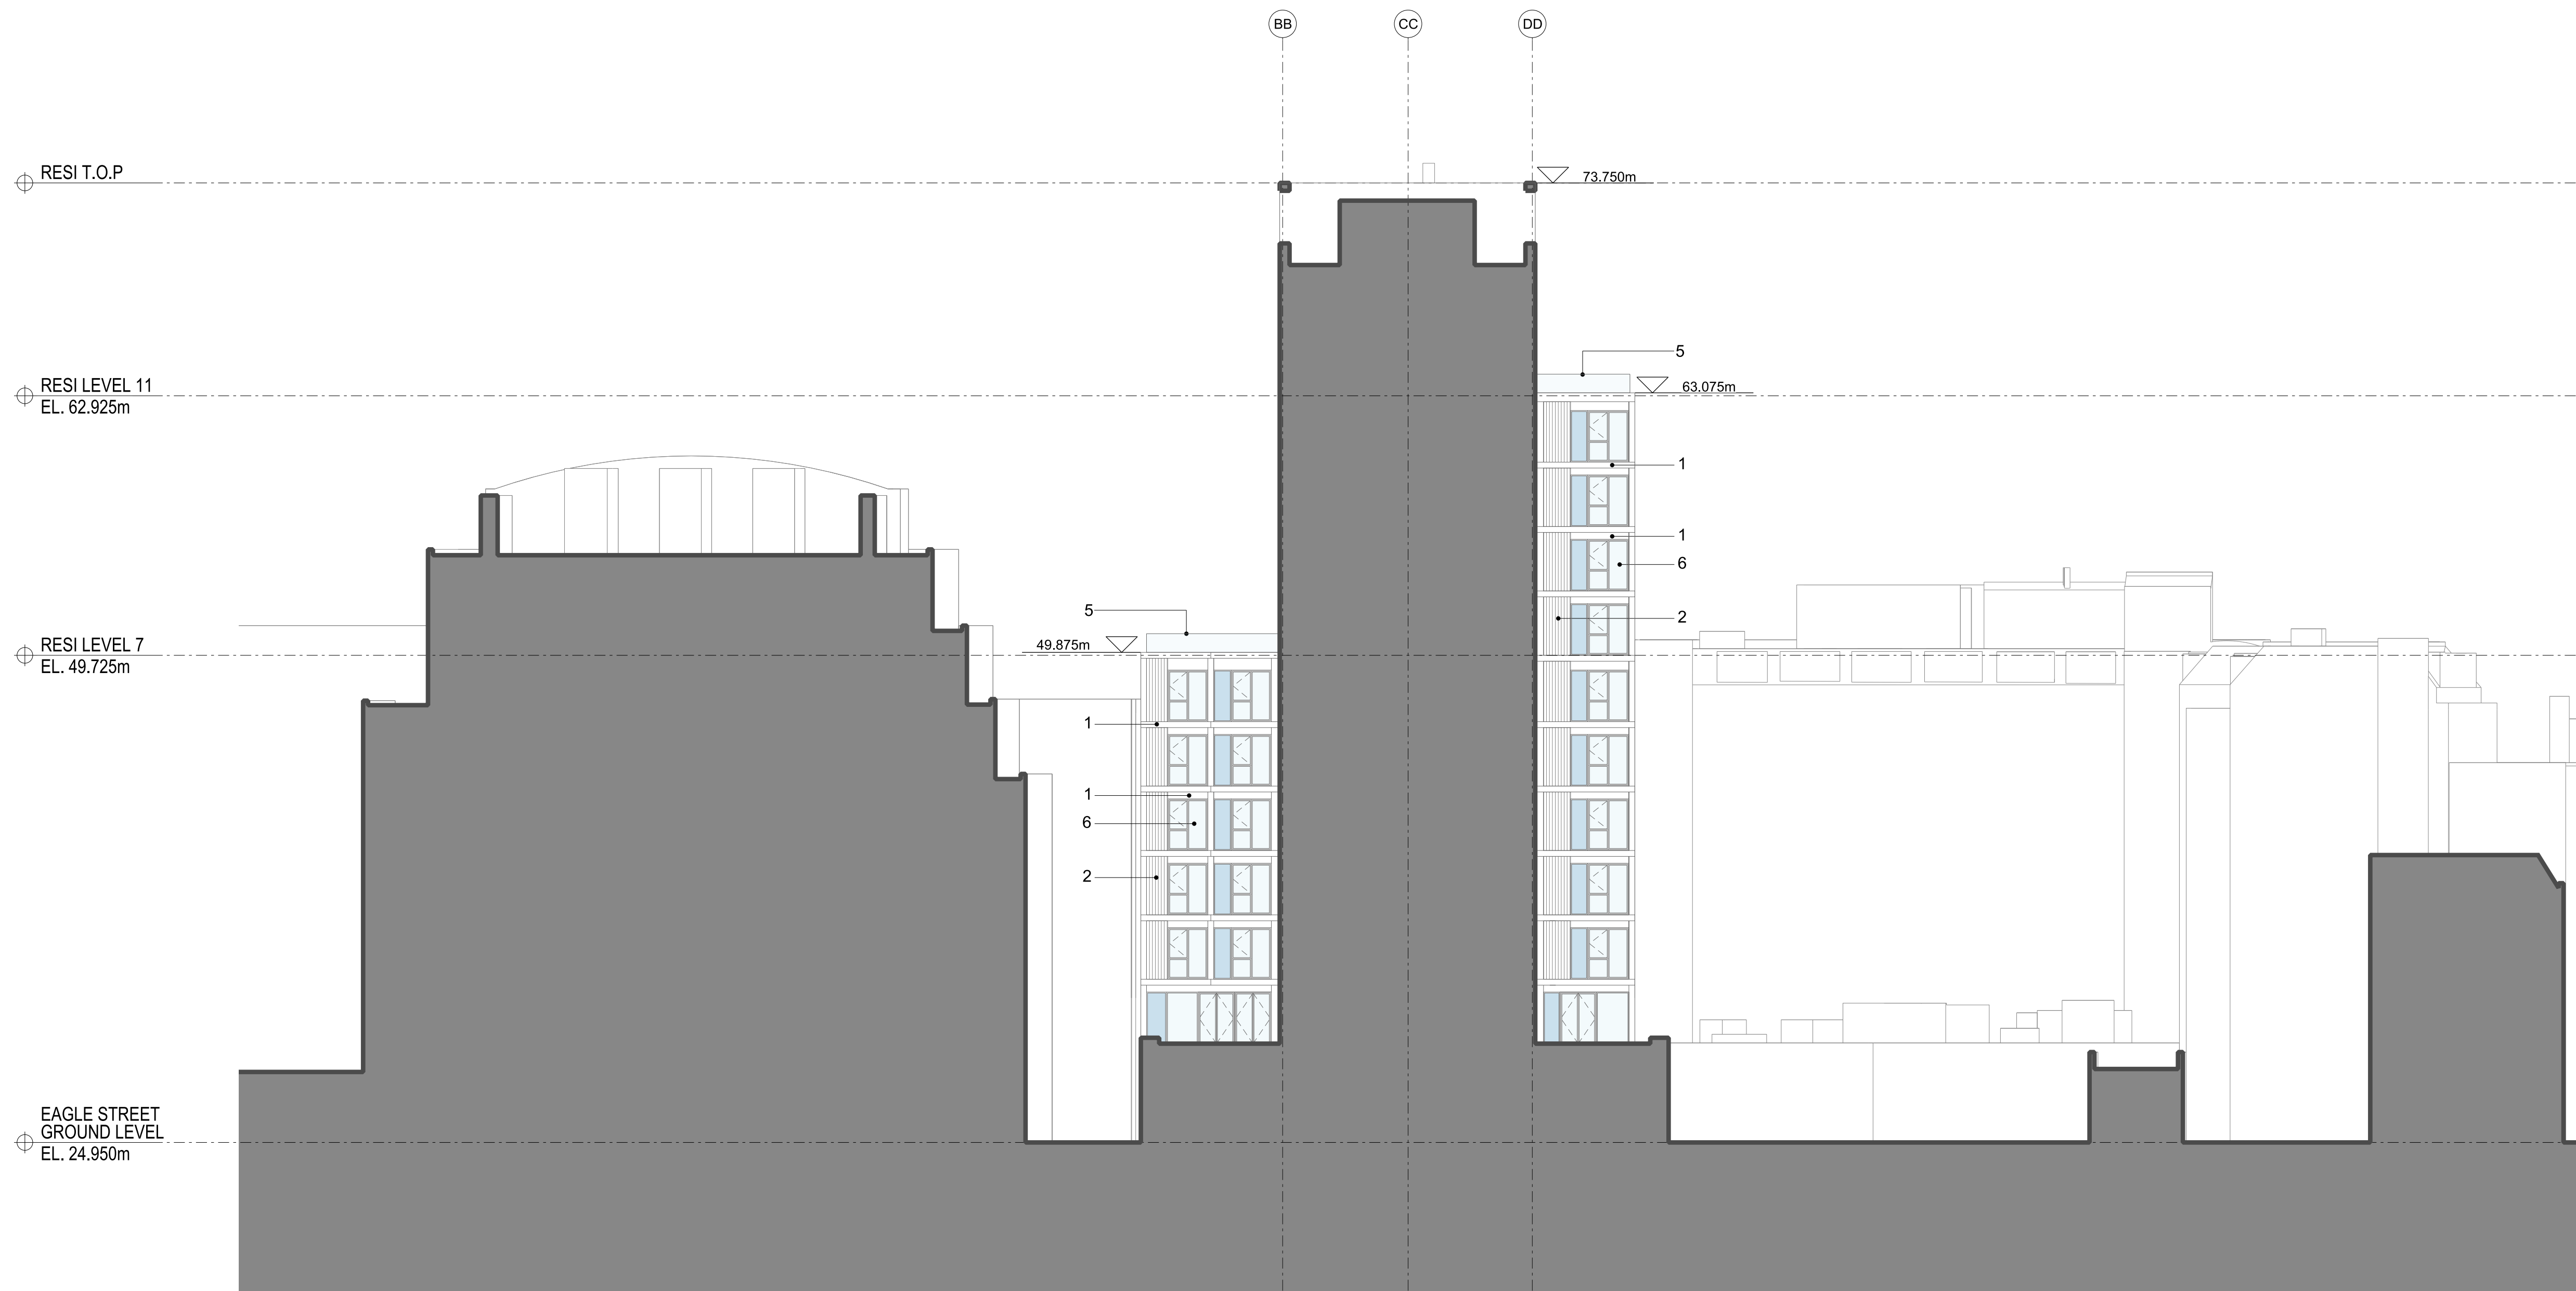 BB
CC
DD
RESI T.O.P
73.750m
5
RESI LEVEL 11
EL. 62.925m
63.075m
1
1
6
5
2
RESI LEVEL 7
EL. 49.725m
49.875m
1
1
6
2
EAGLE STREET
GROUND LEVEL
EL. 24.950m